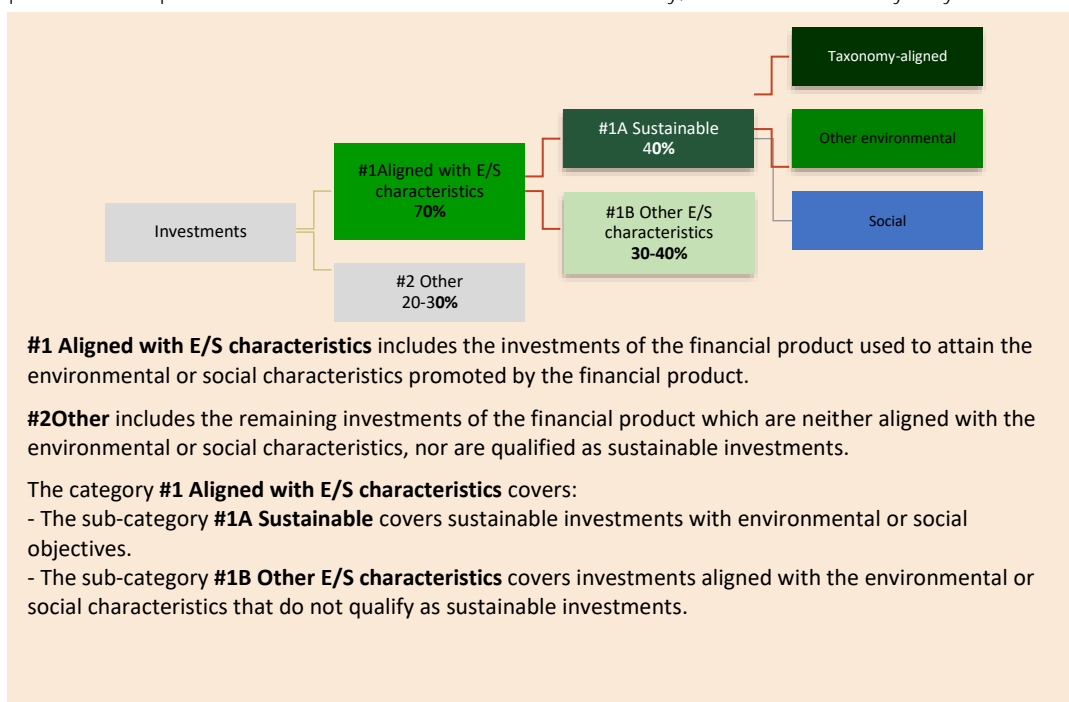 Taxonomy-aligned
#1A Sustainable
40%
Other environmental
#1Aligned with E/S
characteristics
70%
#1B Other E/S
characteristics
30-40%
Social
Investments
#2 Other
20-30%
#1 Aligned with E/S characteristics includes the investments of the financial product used to attain the
environmental or social characteristics promoted by the financial product.
#2Other includes the remaining investments of the financial product which are neither aligned with the
environmental or social characteristics, nor are qualified as sustainable investments.
The category #1 Aligned with E/S characteristics covers:
- The sub-category #1A Sustainable covers sustainable investments with environmental or social
objectives.
- The sub-category #1B Other E/S characteristics covers investments aligned with the environmental or
social characteristics that do not qualify as sustainable investments.